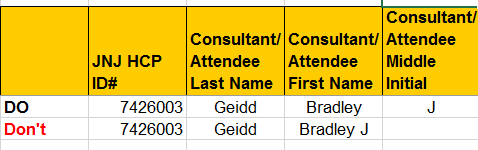 JNJ HCP ID# Consultant/ Attendee Last Name Consultant/ Attendee First Name Consultant/ Attendee Middle Initial
DO 7426003 Geidd Bradley J
Don't 7426003 Geidd Bradley J